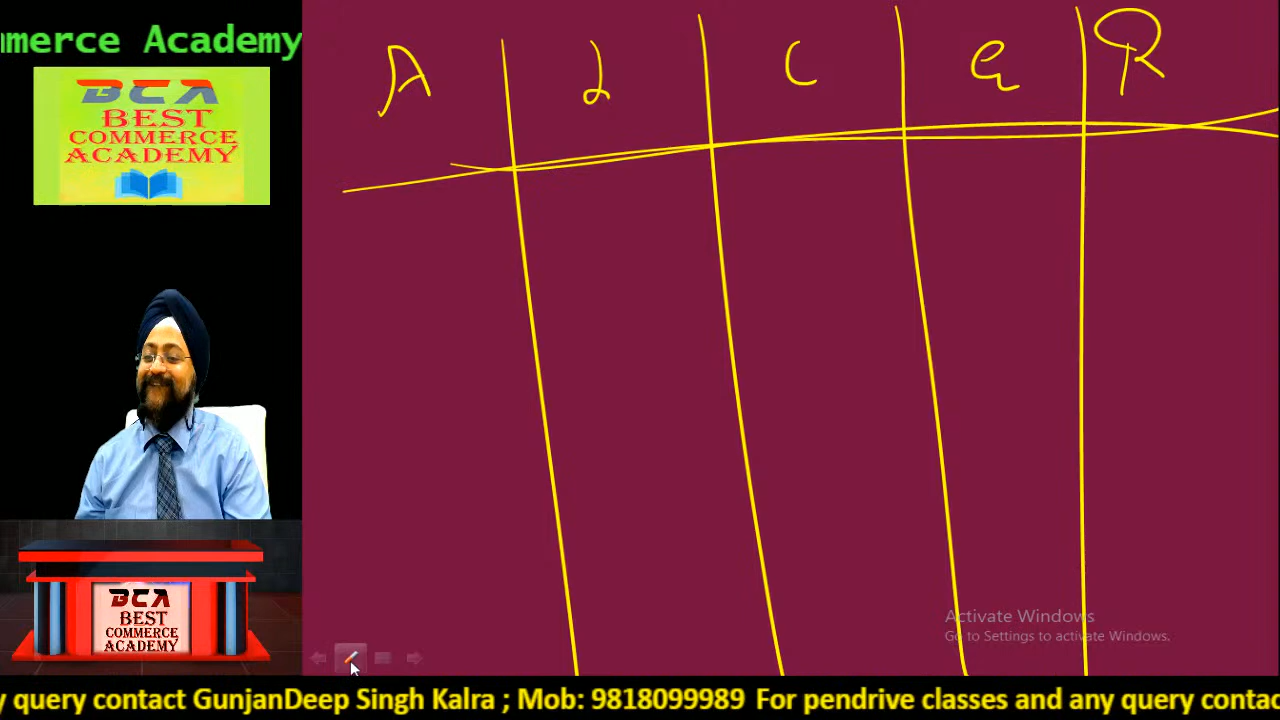 mmerce Academy
BCA
BEST
COMMERCE
ACADEMY
A L C E R
BCA
BEST
COMMERCE
ACADEMY
Activate Windows
Go to Settings to activate Windows.
y query contact GunjanDeep Singh Kalra ; Mob: 9818099989 For pendrive classes and any query contac